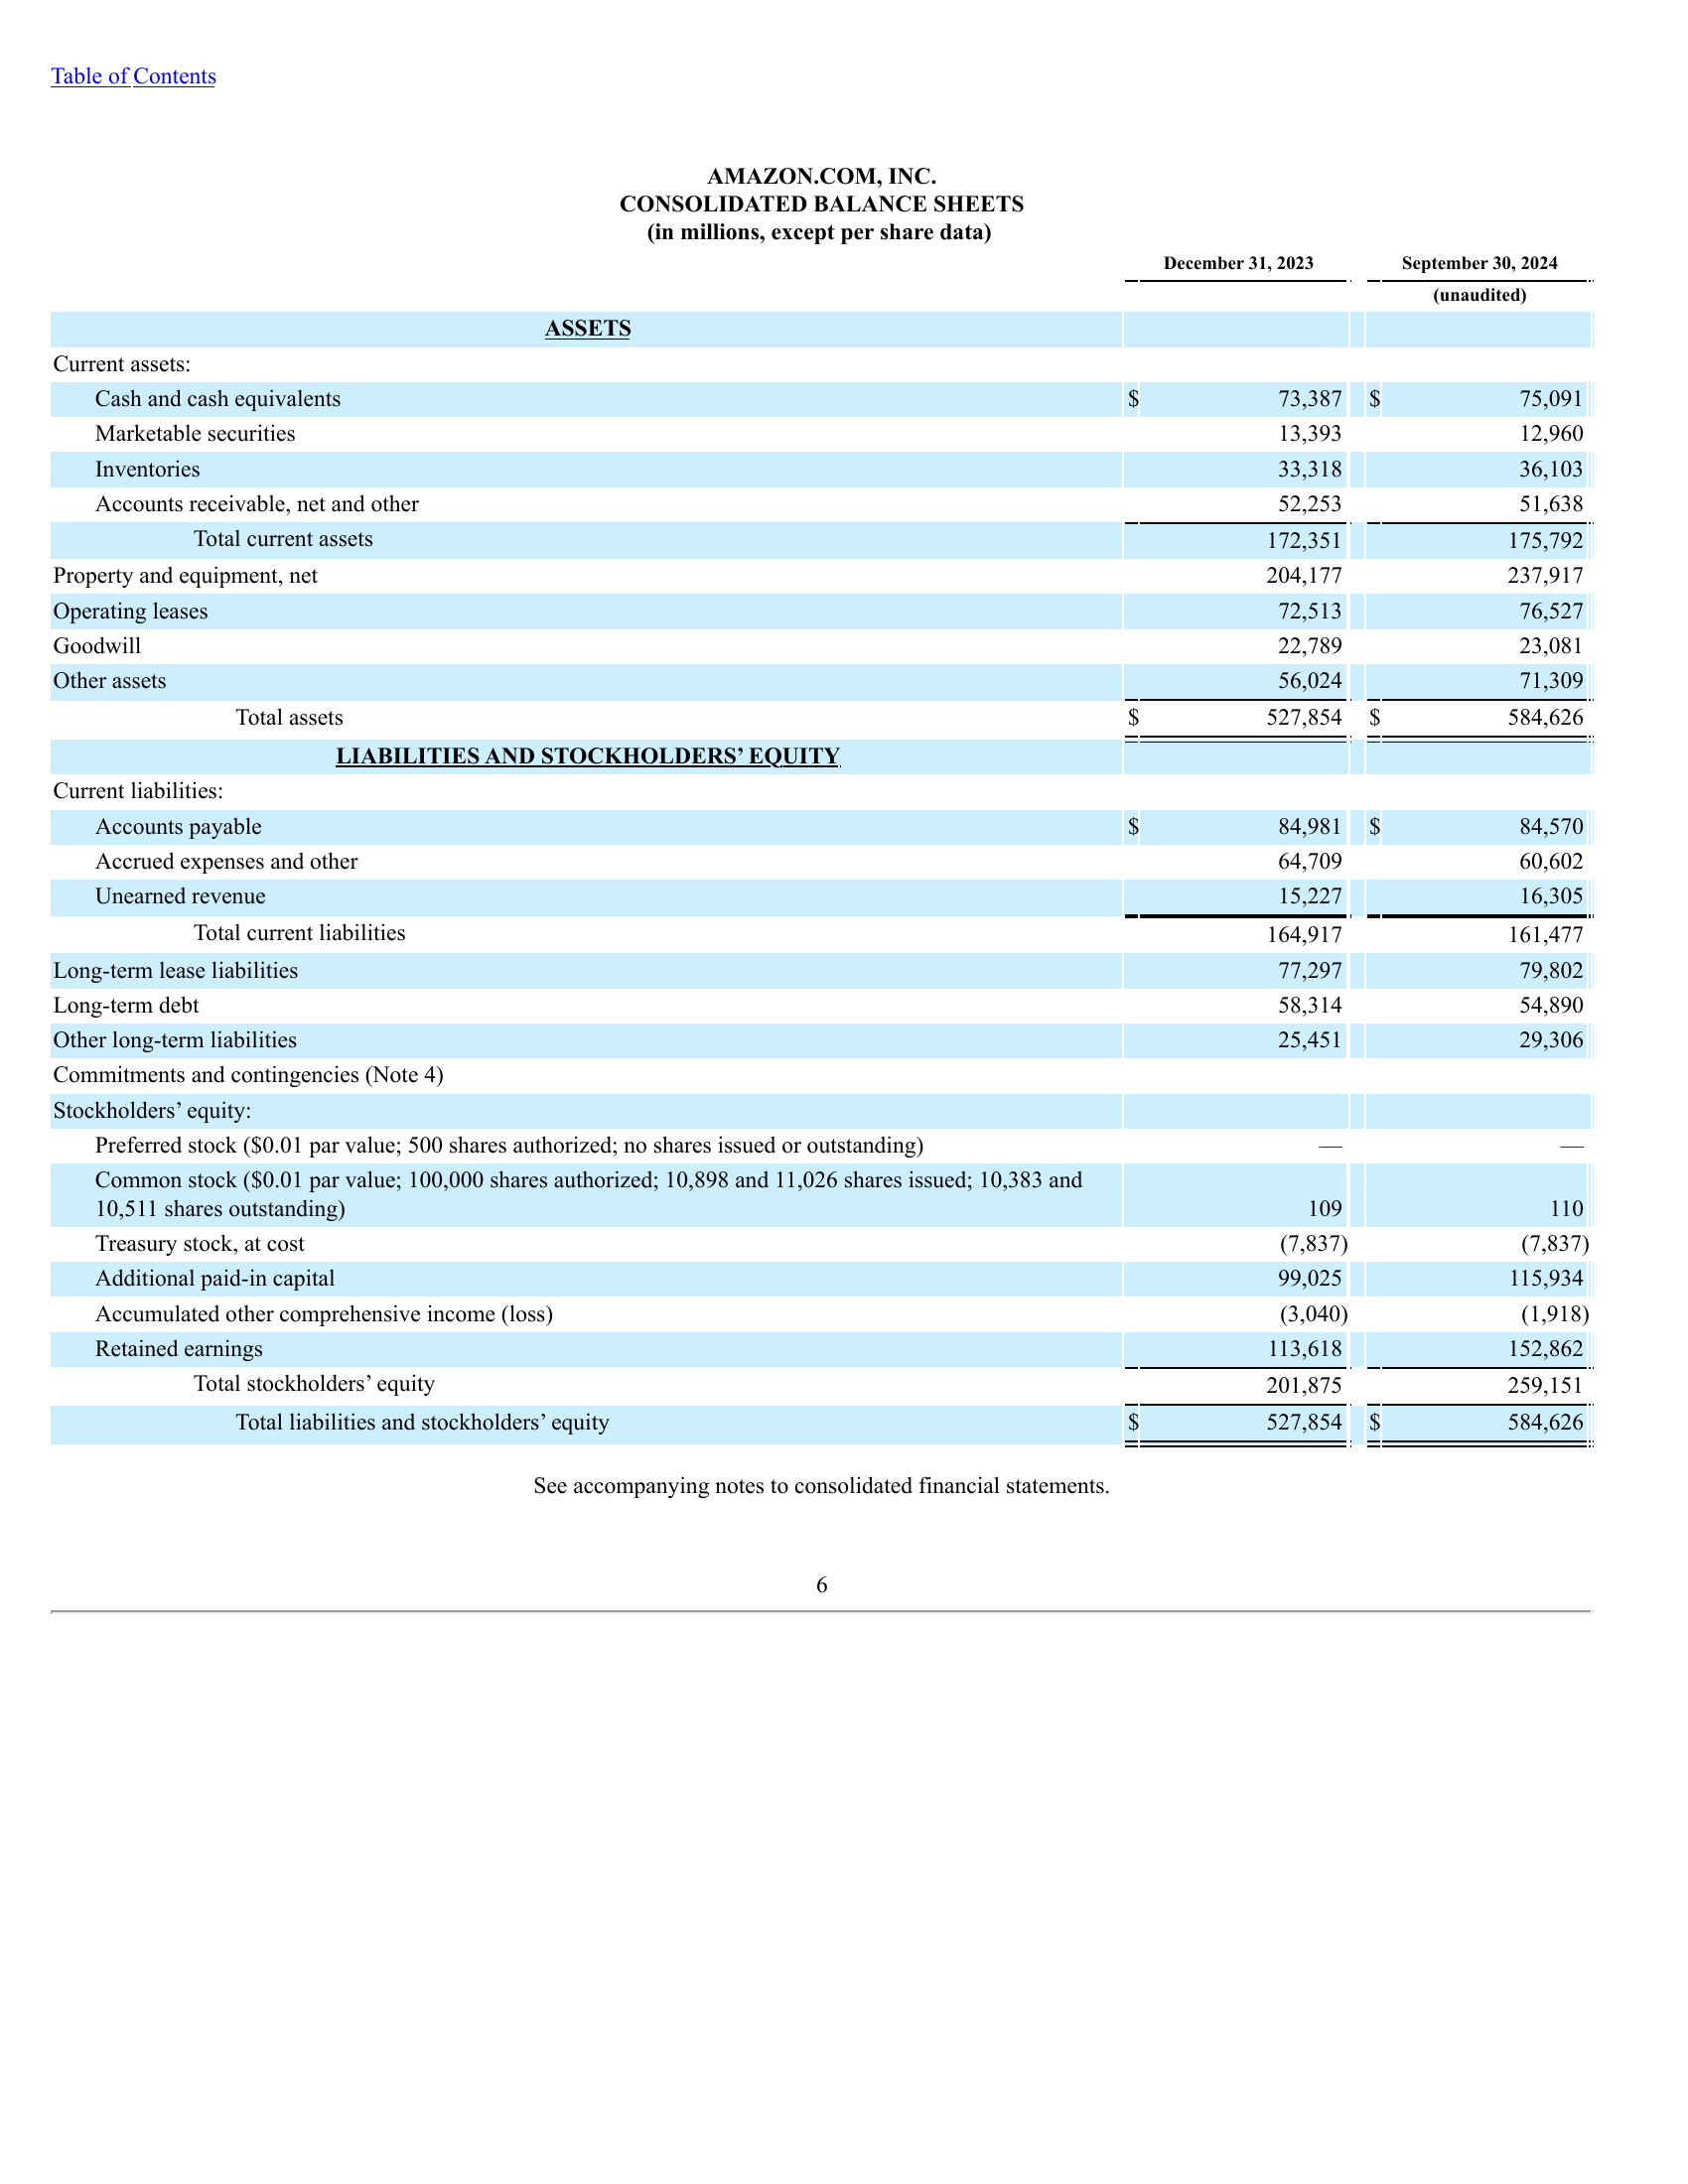 Table of Contents
AMAZON.COM, INC.
CONSOLIDATED BALANCE SHEETS
(in millions, except per share data)
December 31, 2023 September 30, 2024
(unaudited)
ASSETS
Current assets:
Cash and cash equivalents $ 73,387 $ 75,091
Marketable securities 13,393 12,960
Inventories 33,318 36,103
Accounts receivable, net and other 52,253 51,638
Total current assets 172,351 175,792
Property and equipment, net 204,177 237,917
Operating leases 72,513 76,527
Goodwill 22,789 23,081
Other assets 56,024 71,309
Total assets $ 527,854 $ 584,626
LIABILITIES AND STOCKHOLDERS’ EQUITY
Current liabilities:
Accounts payable $ 84,981 $ 84,570
Accrued expenses and other 64,709 60,602
Unearned revenue 15,227 16,305
Total current liabilities 164,917 161,477
Long-term lease liabilities 77,297 79,802
Long-term debt 58,314 54,890
Other long-term liabilities 25,451 29,306
Commitments and contingencies (Note 4)
Stockholders’ equity:
Preferred stock ($0.01 par value; 500 shares authorized; no shares issued or outstanding) — —
Common stock ($0.01 par value; 100,000 shares authorized; 10,898 and 11,026 shares issued; 10,383 and
10,511 shares outstanding) 109 110
Treasury stock, at cost (7,837) (7,837)
Additional paid-in capital 99,025 115,934
Accumulated other comprehensive income (loss) (3,040) (1,918)
Retained earnings 113,618 152,862
Total stockholders’ equity 201,875 259,151
Total liabilities and stockholders’ equity $ 527,854 $ 584,626
See accompanying notes to consolidated financial statements.
6